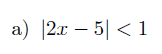 a) |2x − 5| < 1